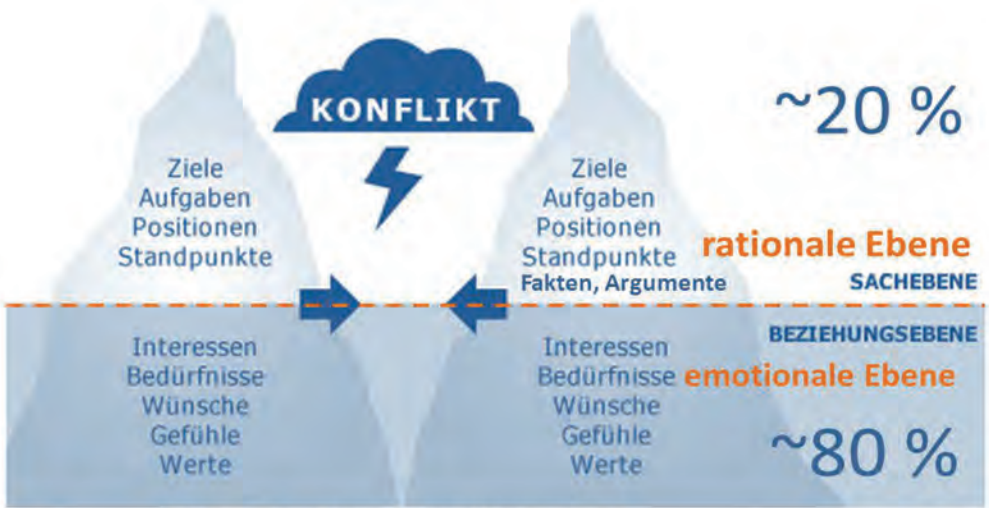 KONFLIKT
~20 %
Ziele
Aufgaben
Positionen
Standpunkte
Ziele
Aufgaben
Positionen
Standpunkte
Fakten, Argumente
rationale Ebene
SACHEBENE
BEZIEHUNGSEBENE
Interessen
Bedürfnisse
Wünsche
Gefühle
Werte
Interessen
Bedürfnisse
Wünsche
Gefühle
Werte
emotionale Ebene
~80 %